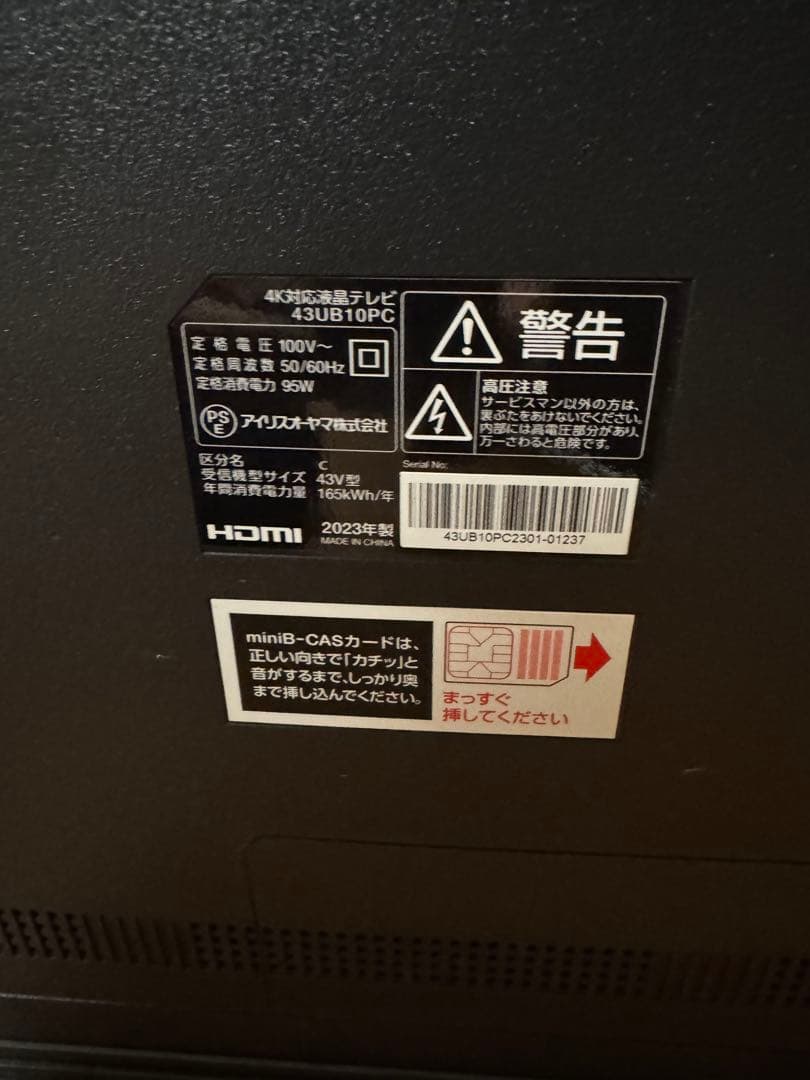 4K対応液晶テレビ
43UB10PC
定格電圧 100V～
定格周波数 50/60Hz
定格消費電力 95W
PSE アイリスオーヤマ株式会社
区分名 C
受信機型サイズ 43V型
年間消費電力量 165kWh/年
HDMI 2023年製
MADE IN CHINA
警告
高圧注意
サービスマン以外の方は、
裏ぶたをあけないでください。
内部には高電圧部分があり、
万一さわると危険です。
Serial No:
43UB10PC2301-01237
miniB-CASカードは、
正しい向きで「カチッ」と
音がするまで、しっかり奥
まで挿し込んでください。
まっすぐ
挿してください